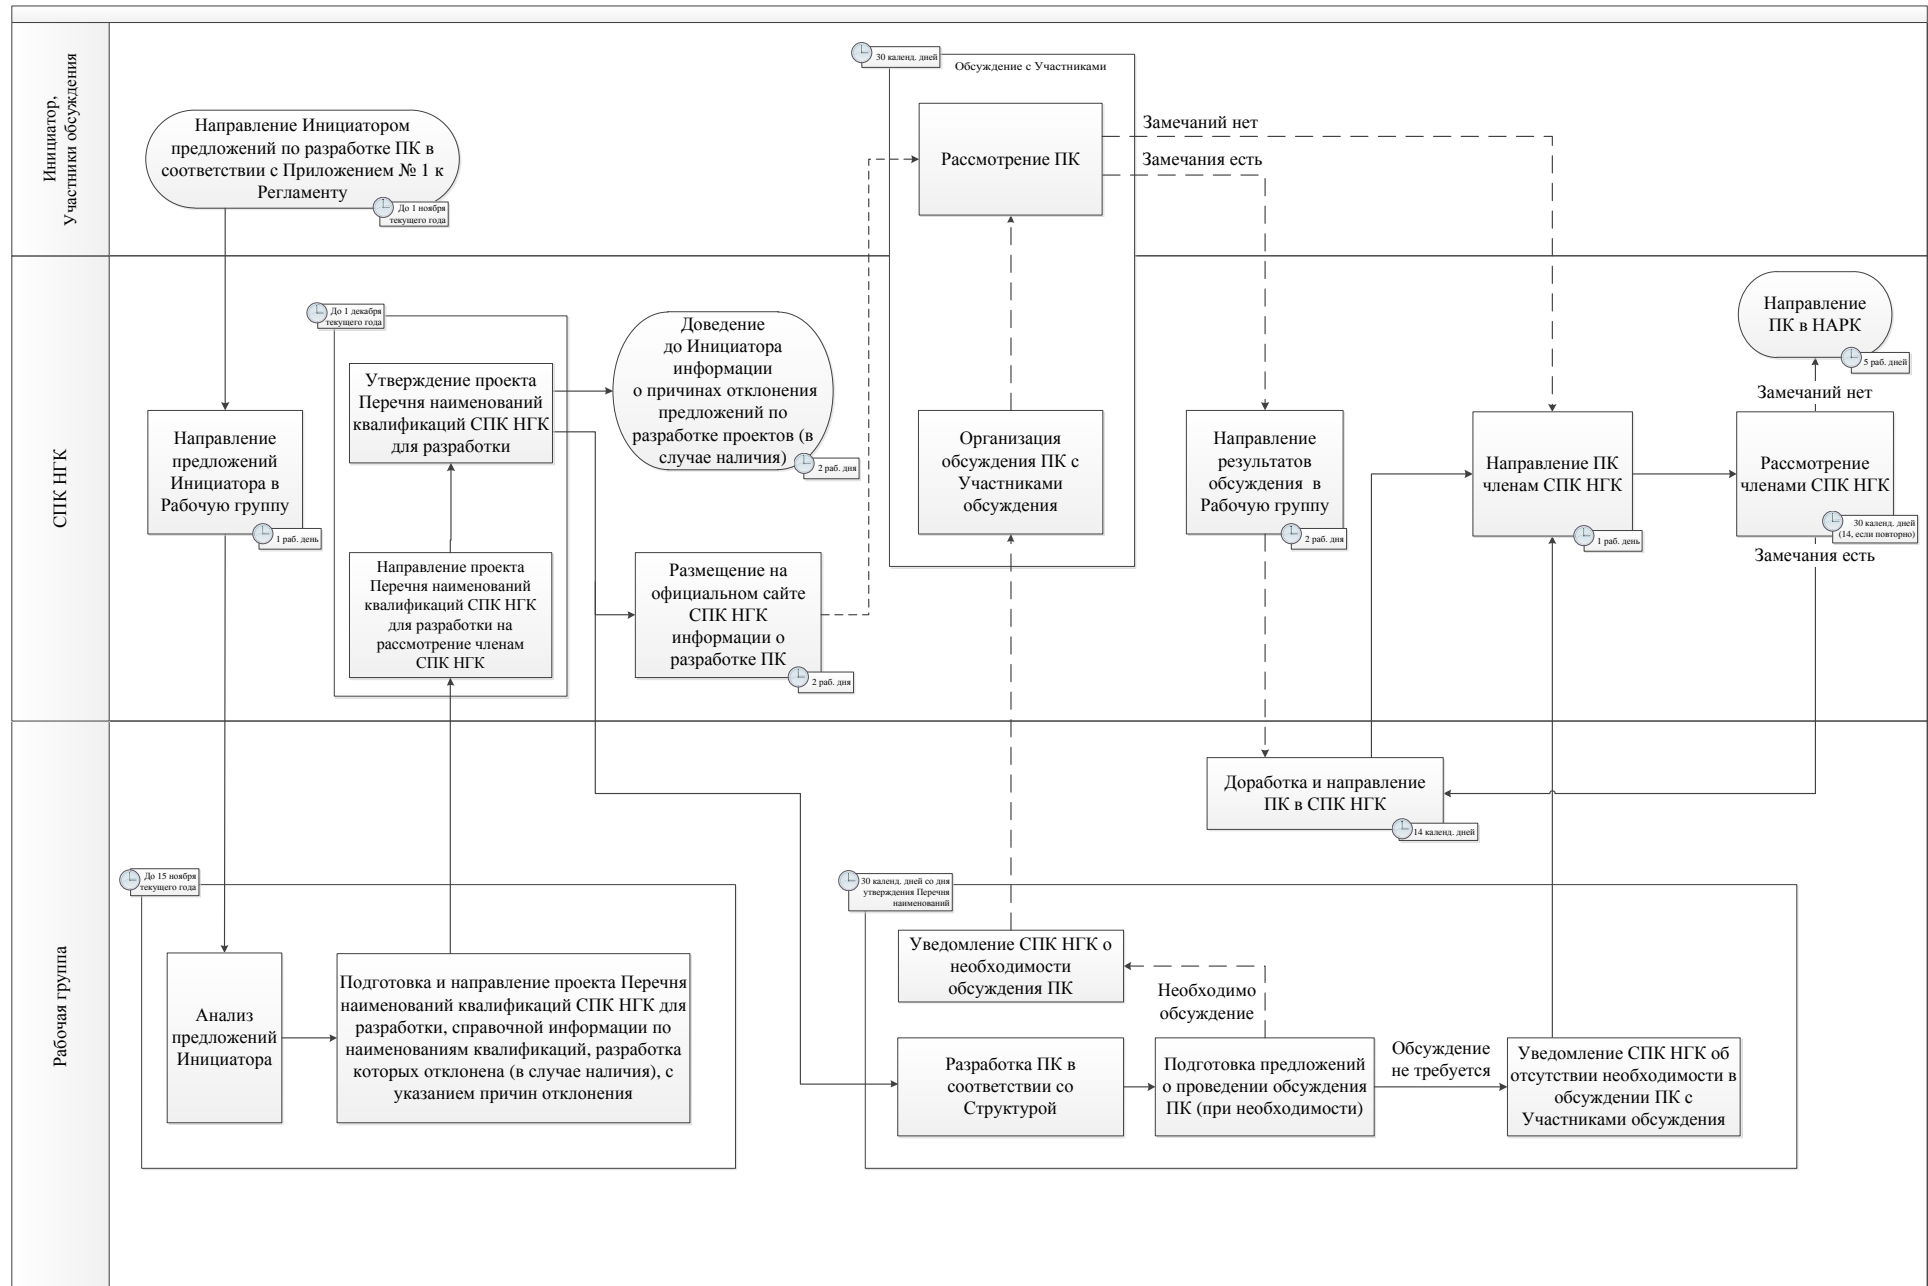 Инициатор,
Участники обсуждения
30 календ. дней
Обсуждение с Участниками
Направление Инициатором
предложений по разработке ПК в
соответствии с Приложением № 1 к
Регламенту
До 1 ноября
текущего года
Рассмотрение ПК
Замечаний нет
Замечания есть
СПК НГК
Направление
предложений
Инициатора в
Рабочую группу
1 раб. день
До 1 декабря
текущего года
Утверждение проекта
Перечня наименований
квалификаций СПК НГК
для разработки
Направление проекта
Перечня наименований
квалификаций СПК НГК
для разработки на
рассмотрение членам
СПК НГК
Доведение
до Инициатора
информации
о причинах отклонения
предложений по
разработке проектов (в
случае наличия)
2 раб. дня
Размещение на
официальном сайте
СПК НГК
информации о
разработке ПК
2 раб. дня
Организация
обсуждения ПК с
Участниками
обсуждения
Направление
результатов
обсуждения в
Рабочую группу
2 раб. дня
Направление ПК
членам СПК НГК
1 раб. день
Направление
ПК в НАРК
5 раб. дней
Замечаний нет
Рассмотрение
членами СПК НГК
30 календ. дней
(14, если повторно)
Замечания есть
Рабочая группа
Доработка и направление
ПК в СПК НГК
14 календ. дней
До 15 ноября
текущего года
Анализ
предложений
Инициатора
Подготовка и направление проекта Перечня
наименований квалификаций СПК НГК для
разработки, справочной информации по
наименованиям квалификаций, разработка
которых отклонена (в случае наличия), с
указанием причин отклонения
30 календ. дней со дня
утверждения Перечня
наименований
Уведомление СПК НГК о
необходимости
обсуждения ПК
Необходимо
обсуждение
Разработка ПК в
соответствии со
Структурой
Подготовка предложений
о проведении обсуждения
ПК (при необходимости)
Обсуждение
не требуется
Уведомление СПК НГК об
отсутствии необходимости в
обсуждении ПК с
Участниками обсуждения